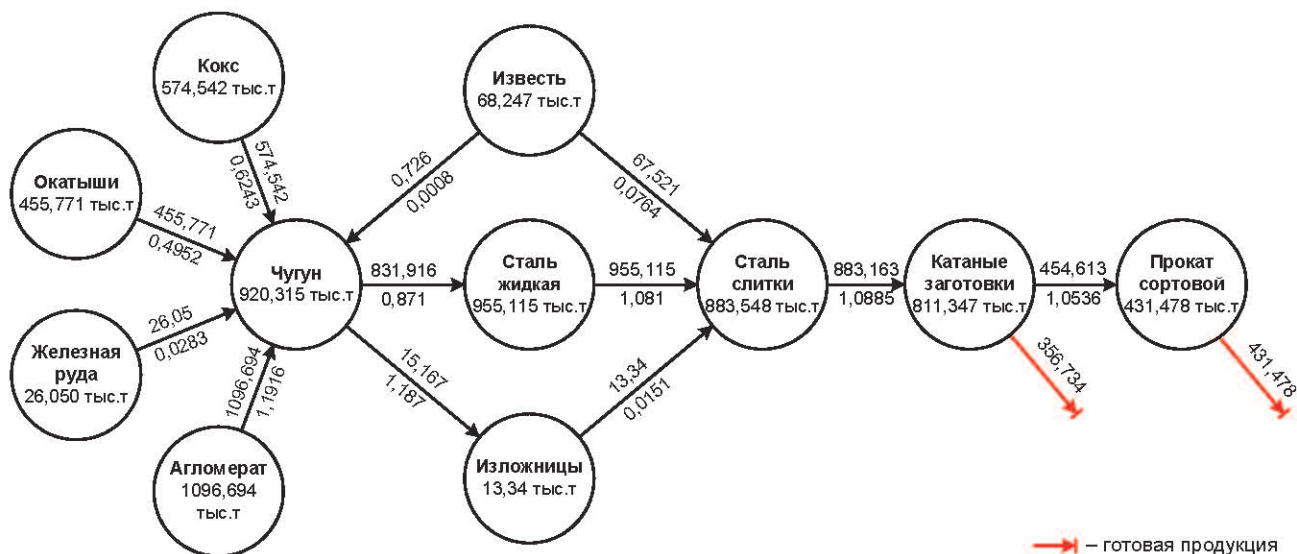 Кокс
574,542 тыс.т
Известь
68,247 тыс.т
574,542
0,6243
0,726
0,0008
67,521
0,0764
Окатыши
455,771 тыс.т
455,771
0,4952
Чугун
920,315 тыс.т
831,916
0,871
Сталь
жидкая
955,115 тыс.т
955,115
1,081
Сталь
слитки
883,548 тыс.т
883,163
1,0885
Катаные
заготовки
811,347 тыс.т
454,613
1,0536
Прокат
сортовой
431,478 тыс.т
26,05
0,0283
Железная
руда
26,050 тыс.т
1096,694
1,1916
15,167
1,187
13,34
0,0151
356,734
431,478
Агломерат
1096,694
тыс.т
Изложницы
13,34 тыс.т
– готовая продукция